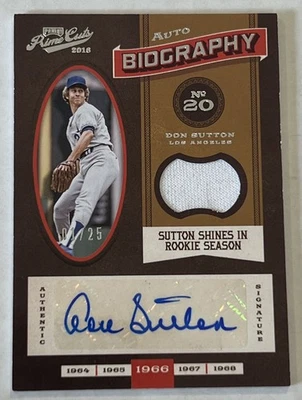 Prime Cuts
2016
AUTO
BIOGRAPHY
No
20
DON SUTTON
LOS ANGELES
/25
SUTTON SHINES IN
ROOKIE SEASON
AUTHENTIC
Don Sutton
SIGNATURE
1964 1965 1966 1967 1968